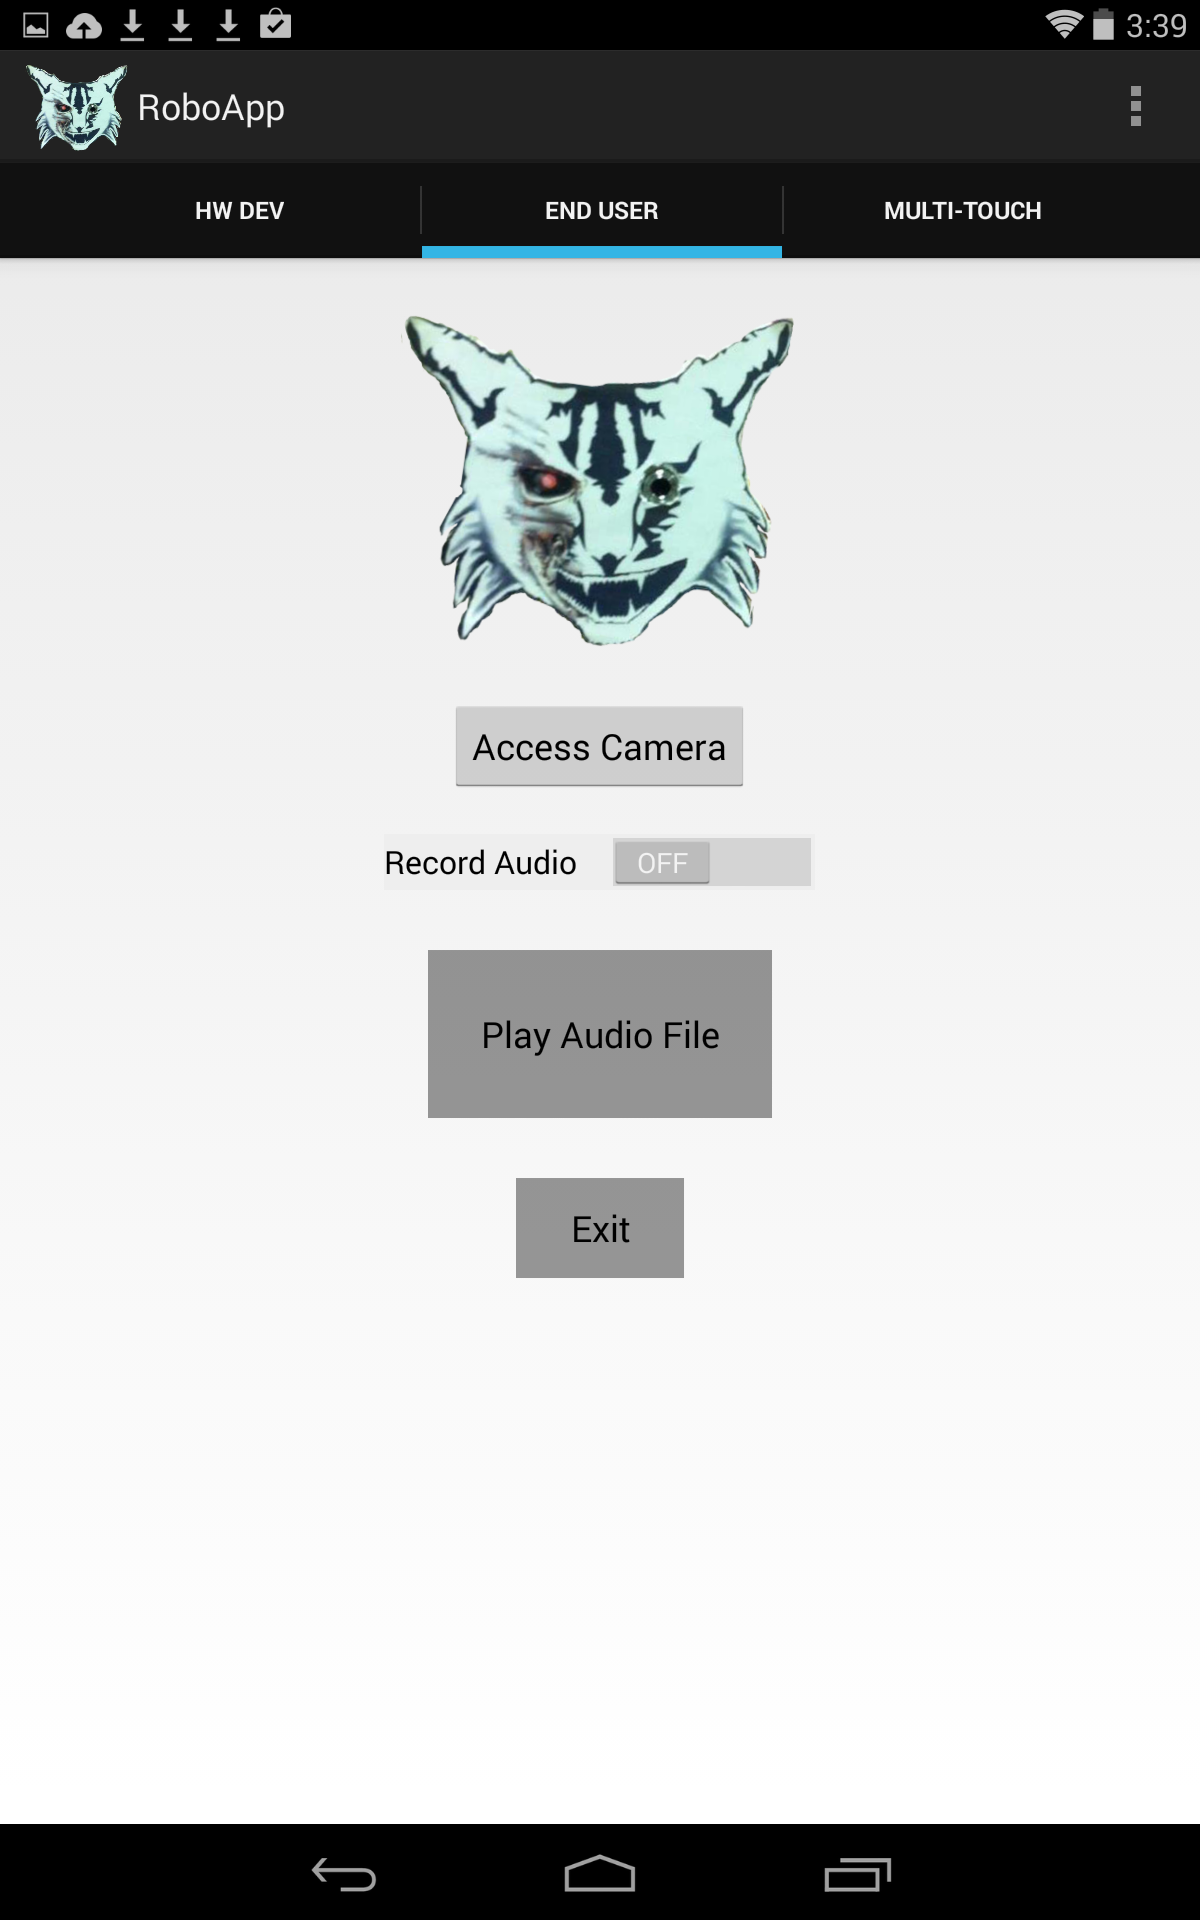 3:39
RoboApp
HW DEV
END USER
MULTI-TOUCH
Access Camera
Record Audio
OFF
Play Audio File
Exit